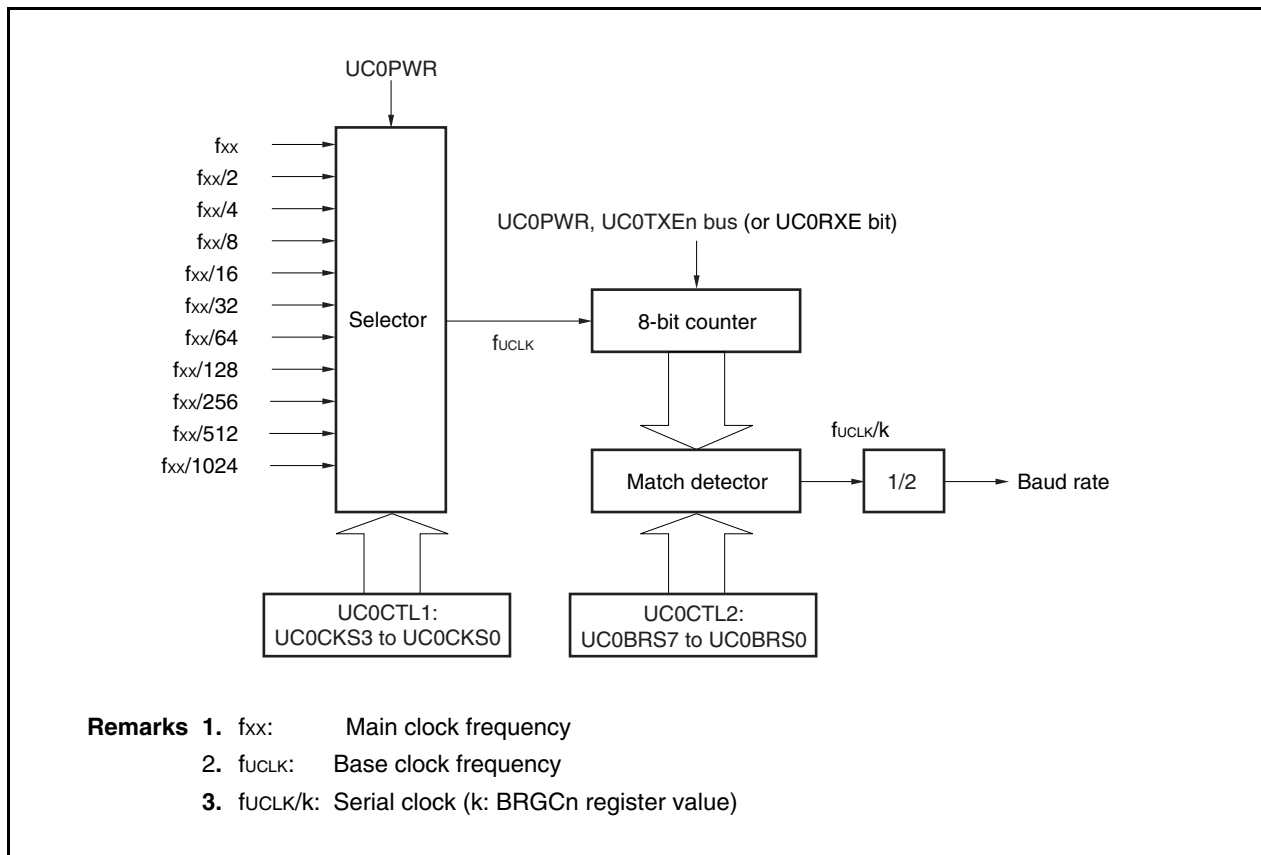 UC0PWR
fxx
fxx/2
fxx/4
fxx/8
fxx/16
fxx/32
fxx/64
fxx/128
fxx/256
fxx/512
fxx/1024
Selector
fUCLK
UC0PWR, UC0TXEn bus (or UC0RXE bit)
8-bit counter
Match detector
fUCLK/k
1/2
Baud rate
UC0CTL1:
UC0CKS3 to UC0CKS0
UC0CTL2:
UC0BRS7 to UC0BRS0
Remarks 1. fxx: Main clock frequency
2. fUCLK: Base clock frequency
3. fUCLK/k: Serial clock (k: BRGCn register value)